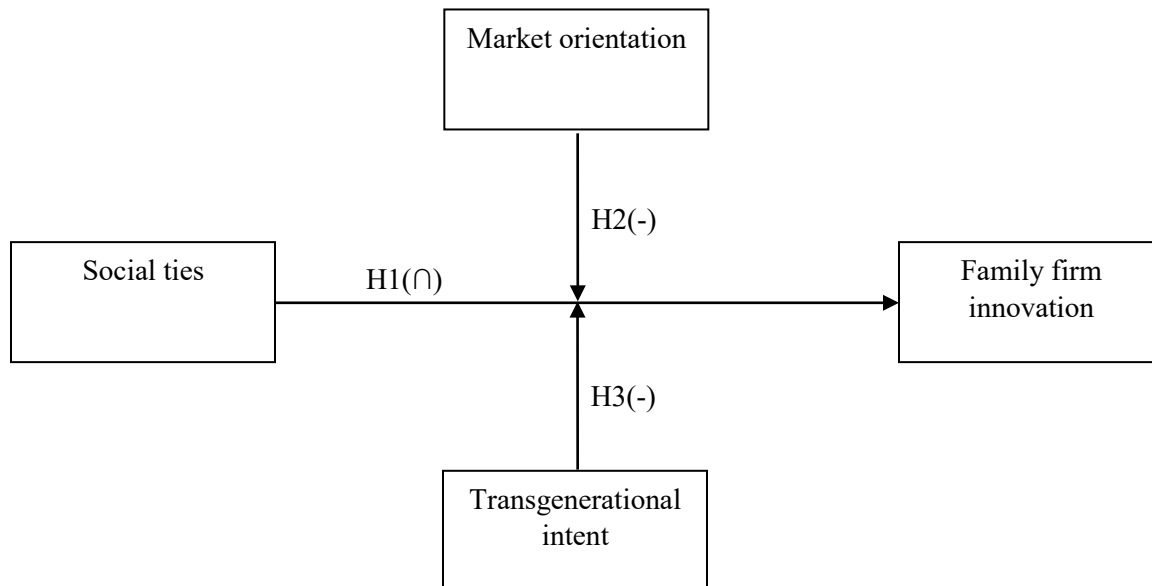 Market orientation
H2(-)
Social ties
H1(∩)
Family firm
innovation
H3(-)
Transgenerational
intent